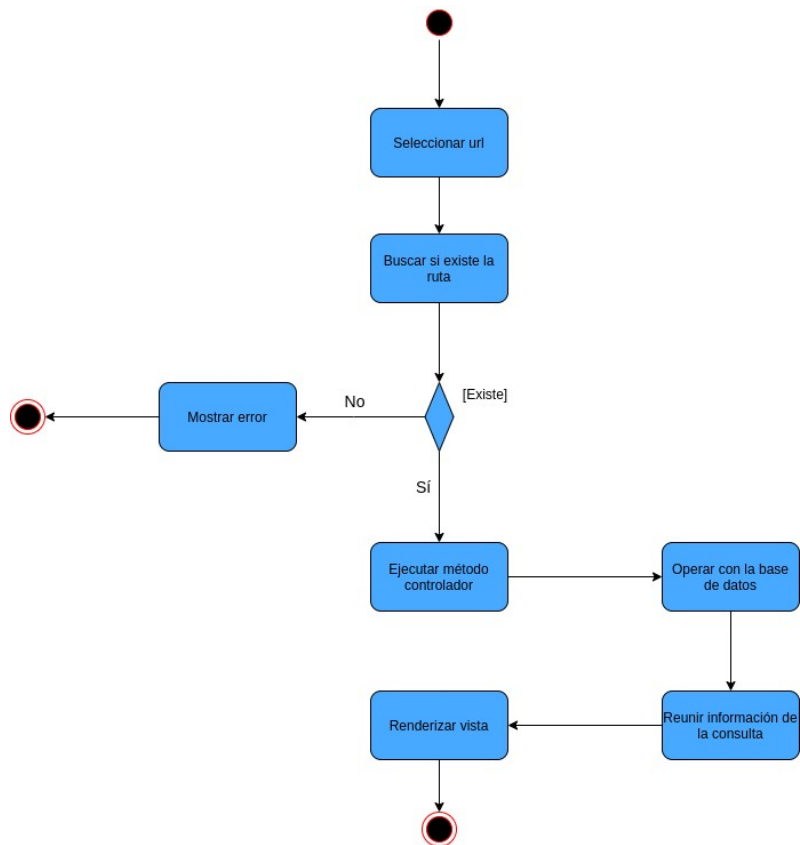 Seleccionar url
Buscar si existe la
ruta
[Existe]
No
Mostrar error
Sí
Ejecutar método
controlador
Operar con la base
de datos
Reunir información de
la consulta
Renderizar vista